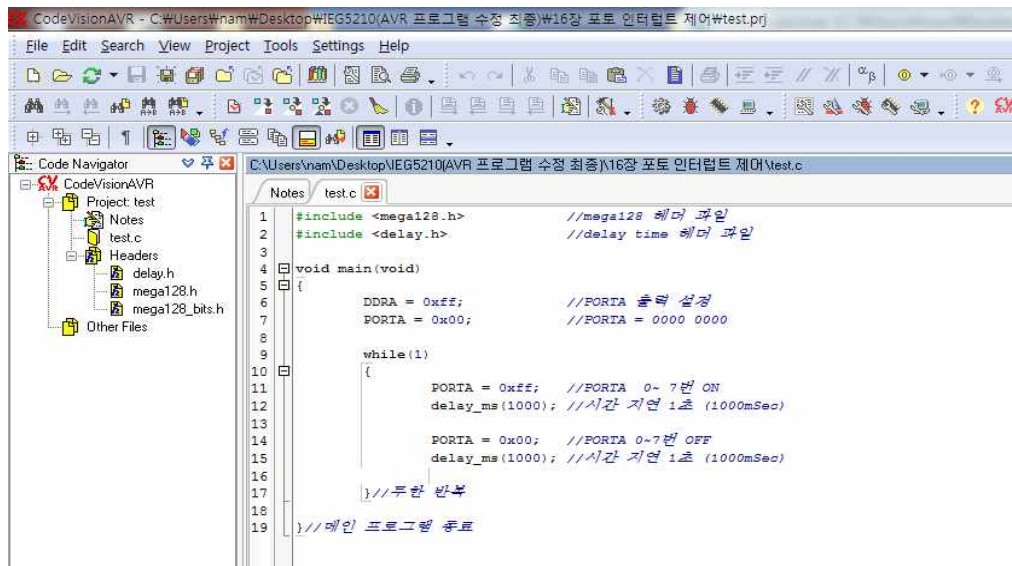 CodeVisionAVR - C:₩Users₩nam₩Desktop₩IEG5210(AVR 프로그램 수정 최종)₩16장 포토 인터럽트 제어₩test.prj
File Edit Search View Project Tools Settings Help
Code Navigator
CodeVisionAVR
Project: test
Notes
test.c
Headers
delay.h
mega128.h
mega128_bits.h
Other Files
C:\Users\nam\Desktop\IEG5210(AVR 프로그램 수정 최종)\16장 포토 인터럽트 제어\test.c
Notes test.c
1 #include <mega128.h> //mega128 헤더 파일
2 #include <delay.h> //delay time 헤더 파일
3
4 void main(void)
5 {
6 DDRA = 0xff; //PORTA 출력 설정
7 PORTA = 0x00; //PORTA = 0000 0000
8
9 while(1)
10 {
11 PORTA = 0xff; //PORTA 0~ 7번 ON
12 delay_ms(1000); //시간 지연 1초 (1000mSec)
13
14 PORTA = 0x00; //PORTA 0~7번 OFF
15 delay_ms(1000); //시간 지연 1초 (1000mSec)
16
17 }//무한 반복
18
19 }//메인 프로그램 종료